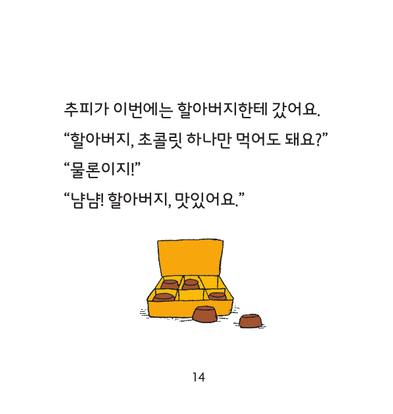 추피가 이번에는 할아버지한테 갔어요.
“할아버지, 초콜릿 하나만 먹어도 돼요?”
“물론이지!”
“냠냠! 할아버지, 맛있어요.”
14